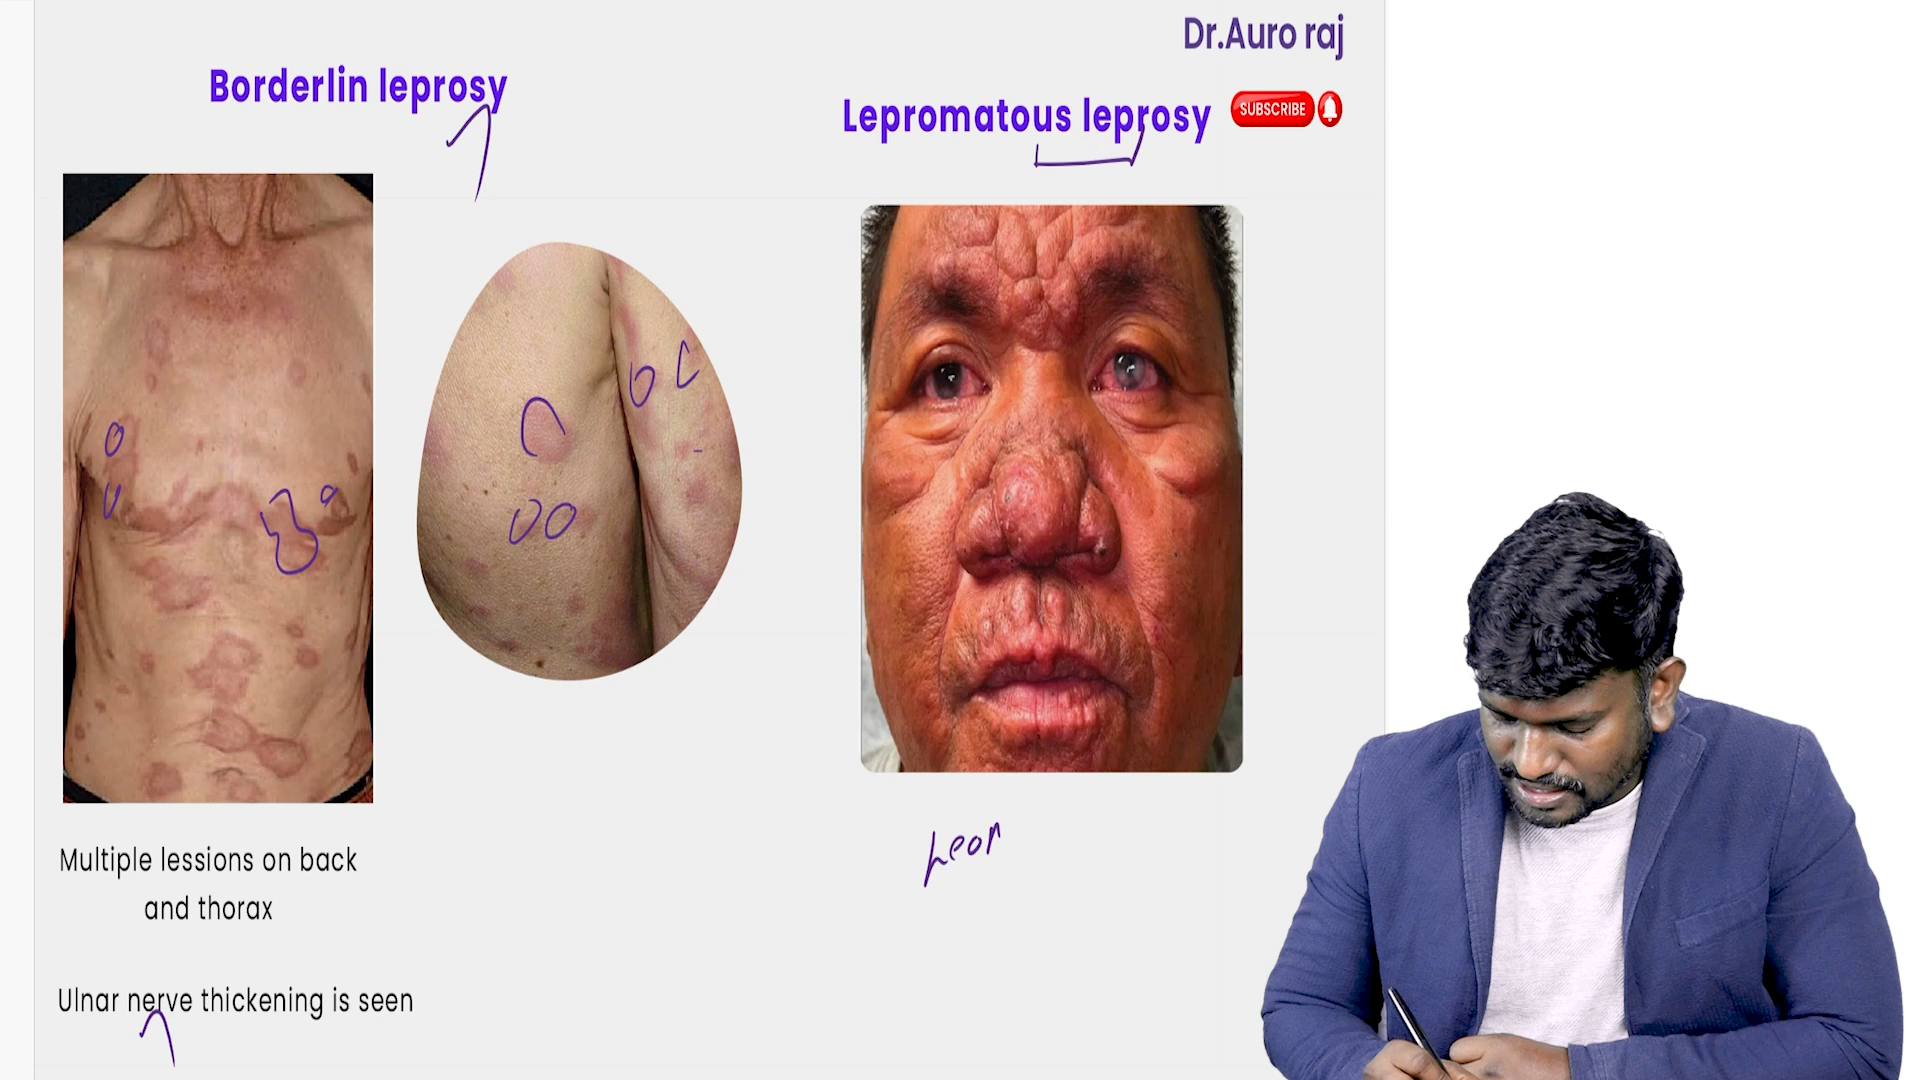 Dr.Auro raj
Borderlin leprosy
Lepromatous leprosy
SUBSCRIBE
Leon
Multiple lessions on back
and thorax
Ulnar nerve thickening is seen